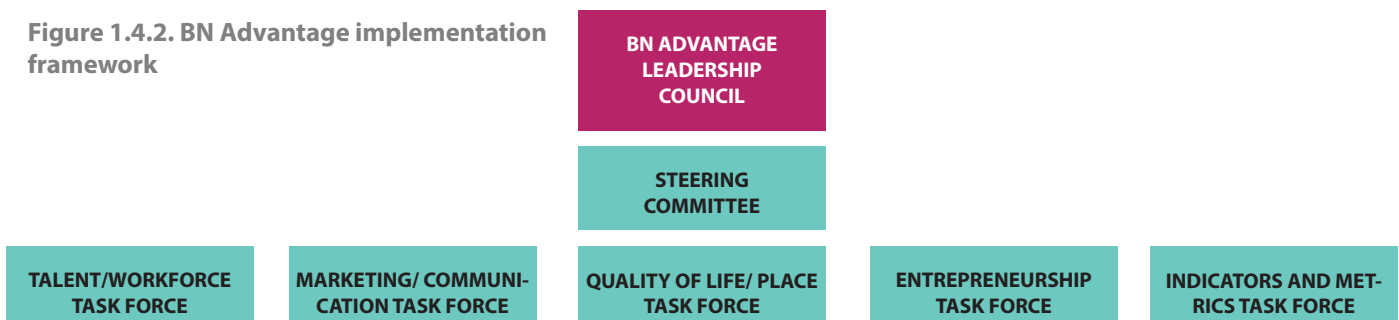 Figure 1.4.2. BN Advantage implementation
framework
BN ADVANTAGE
LEADERSHIP
COUNCIL
STEERING
COMMITTEE
TALENT/WORKFORCE
TASK FORCE
MARKETING/ COMMUNI-
CATION TASK FORCE
QUALITY OF LIFE/ PLACE
TASK FORCE
ENTREPRENEURSHIP
TASK FORCE
INDICATORS AND MET-
RICS TASK FORCE